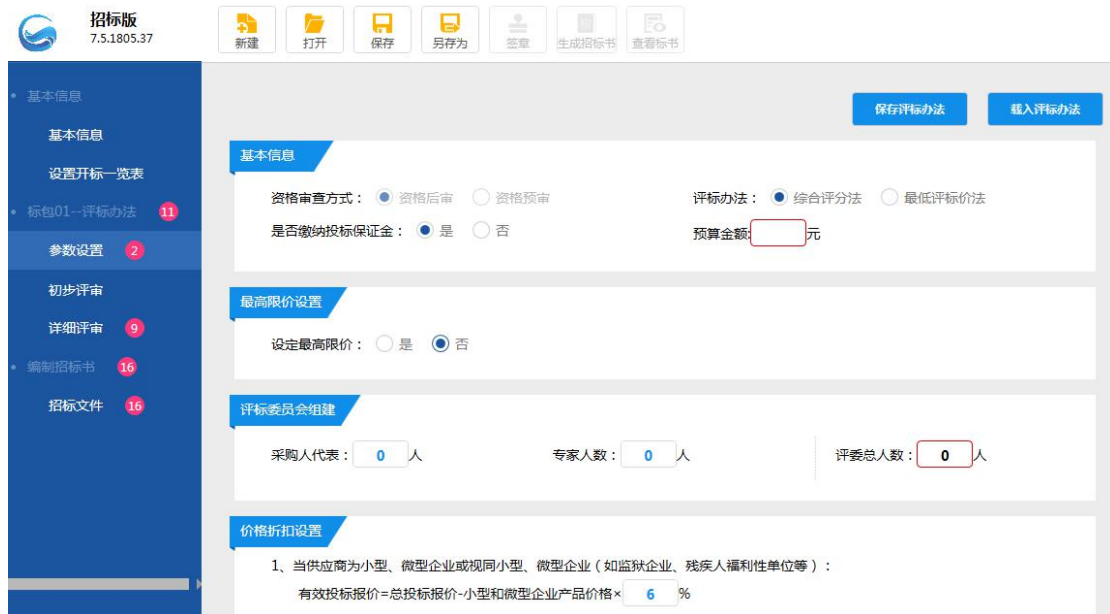 招标版
7.5.1805.37
新建 打开 保存 另存为 签章 生成招标书 查看标书
基本信息
基本信息
设置开标一览表
标包01--评标办法 11
参数设置 2
初步评审
详细评审 9
编制招标书 16
招标文件 16
保存评标办法 载入评标办法
基本信息
资格审查方式： 资格后审 资格预审 评标办法： 综合评分法 最低评标价法
是否缴纳投标保证金： 是 否 预算金额: 元
最高限价设置
设定最高限价： 是 否
评标委员会组建
采购人代表： 0 人 专家人数： 0 人 评委总人数： 0 人
价格折扣设置
1、当供应商为小型、微型企业或视同小型、微型企业（如监狱企业、残疾人福利性单位等）：
有效投标报价=总投标报价-小型和微型企业产品价格× 6 %